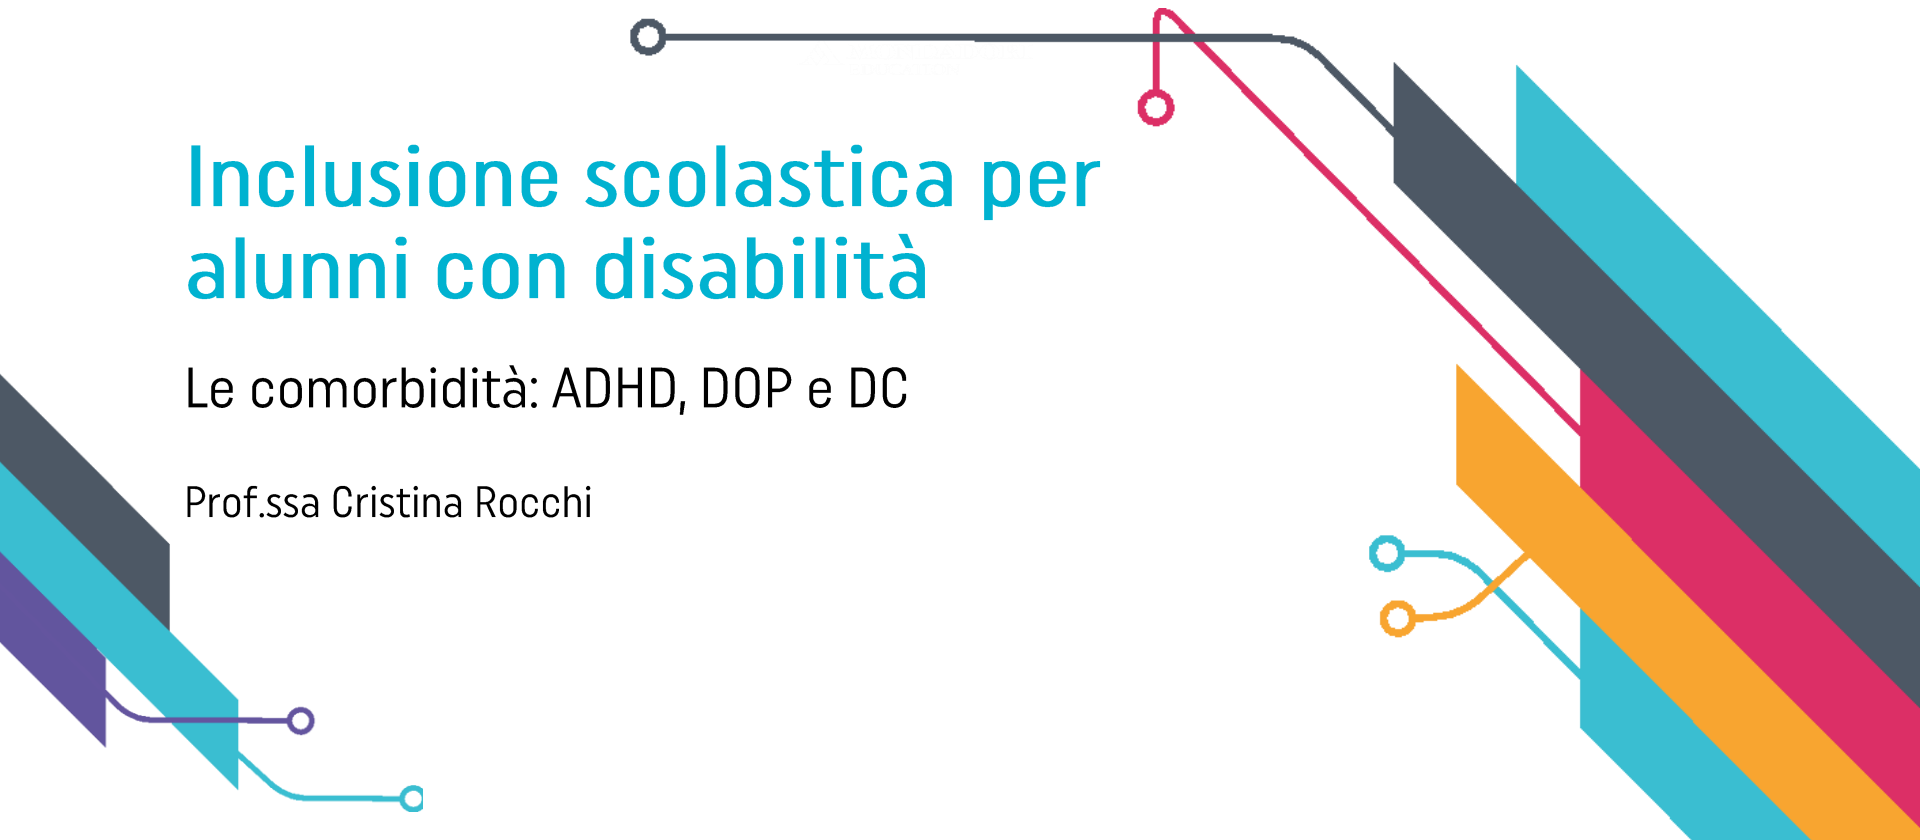 Inclusione scolastica per
alunni con disabilità
Le comorbidità: ADHD, DOP e DC
Prof.ssa Cristina Rocchi